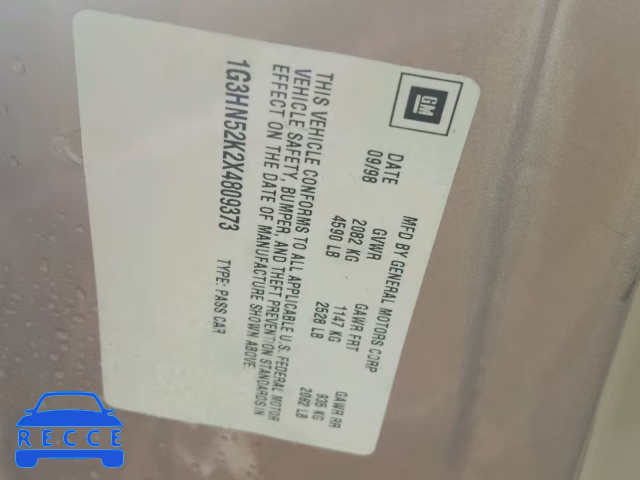 GM
MFD BY GENERAL MOTORS CORP
DATE GVWR GAWR FRT GAWR RR
09/98 2082 KG 1147 KG 936 KG
4590 LB 2528 LB 2062 LB
THIS VEHICLE CONFORMS TO ALL APPLICABLE U.S. FEDERAL MOTOR
VEHICLE SAFETY, BUMPER, AND THEFT PREVENTION STANDARDS IN
EFFECT ON THE DATE OF MANUFACTURE SHOWN ABOVE.
1G3HN52K2X4809373 TYPE: PASS CAR